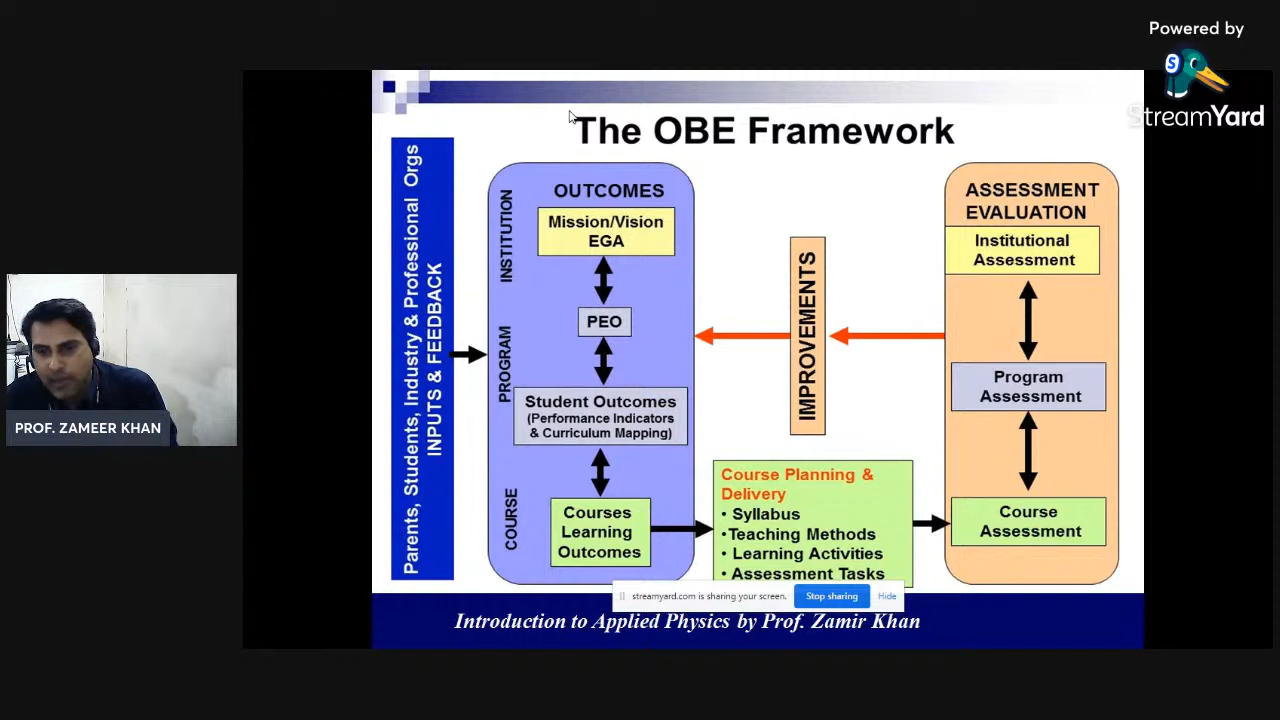 Powered by
S
StreamYard
The OBE Framework
Parents, Students, Industry & Professional Orgs
INPUTS & FEEDBACK
INSTITUTION
PROGRAM
COURSE
OUTCOMES
Mission/Vision
EGA
PEO
Student Outcomes
(Performance Indicators
& Curriculum Mapping)
Courses
Learning
Outcomes
IMPROVEMENTS
Course Planning &
Delivery
• Syllabus
•Teaching Methods
• Learning Activities
• Assessment Tasks
ASSESSMENT
EVALUATION
Institutional
Assessment
Program
Assessment
Course
Assessment
PROF. ZAMEER KHAN
streamyard.com is sharing your screen.
Stop sharing
Hide
Introduction to Applied Physics by Prof. Zamir Khan